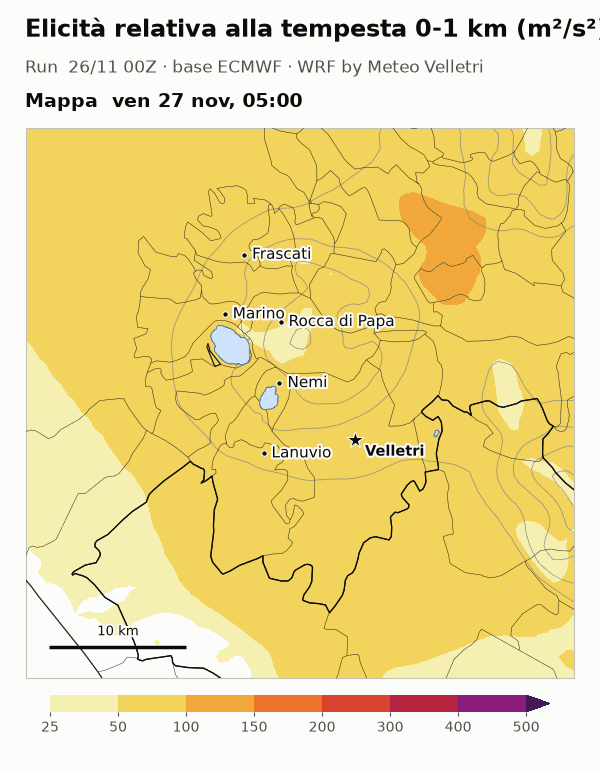 Elicità relativa alla tempesta 0-1 km (m²/s²)
Run  26/11 00Z · base ECMWF · WRF by Meteo Velletri
Mappa  ven 27 nov, 05:00
Frascati
Marino
Rocca di Papa
Nemi
Velletri
Lanuvio
10 km
25 50 100 150 200 300 400 500